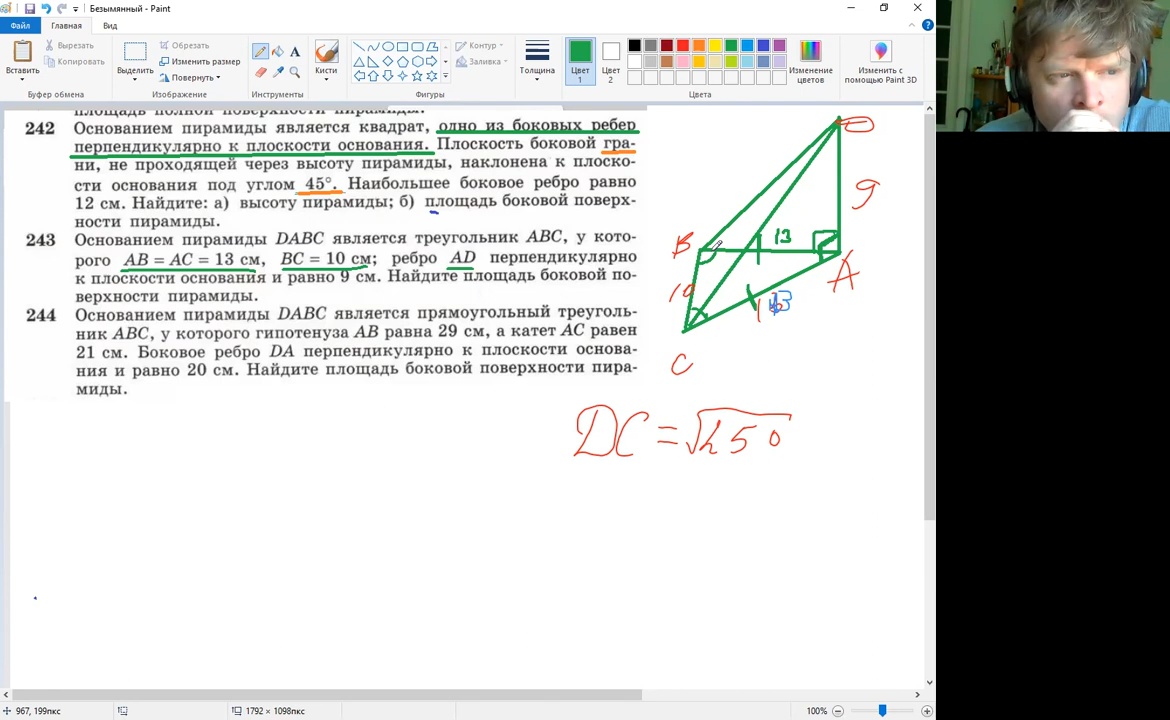 Безымянный - Paint
Файл
Главная
Вид
Вставить
Вырезать
Копировать
Буфер обмена
Выделить
Обрезать
Изменить размер
Повернуть
Изображение
A
Инструменты
Кисти
Контур
Заливка
Фигуры
Толщина
Цвет 1
Цвет 2
Цвета
Изменение цветов
Изменить с помощью Paint 3D
площадь полной поверхности пирамиды.
242 Основанием пирамиды является квадрат, одно из боковых ребер
перпендикулярно к плоскости основания. Плоскость боковой гра-
ни, не проходящей через высоту пирамиды, наклонена к плоско-
сти основания под углом 45°. Наибольшее боковое ребро равно
12 см. Найдите: а) высоту пирамиды; б) площадь боковой поверх-
ности пирамиды.
243 Основанием пирамиды DABC является треугольник ABC, у кото-
рого AB = AC = 13 см, BC = 10 см; ребро AD перпендикулярно
к плоскости основания и равно 9 см. Найдите площадь боковой по-
верхности пирамиды.
244 Основанием пирамиды DABC является прямоугольный треуголь-
ник ABC, у которого гипотенуза AB равна 29 см, а катет AC равен
21 см. Боковое ребро DA перпендикулярно к плоскости основа-
ния и равно 20 см. Найдите площадь боковой поверхности пира-
миды.
D
9
B
13
A
10
C
DC = √250
967, 199пкс
1792 × 1098пкс
100%